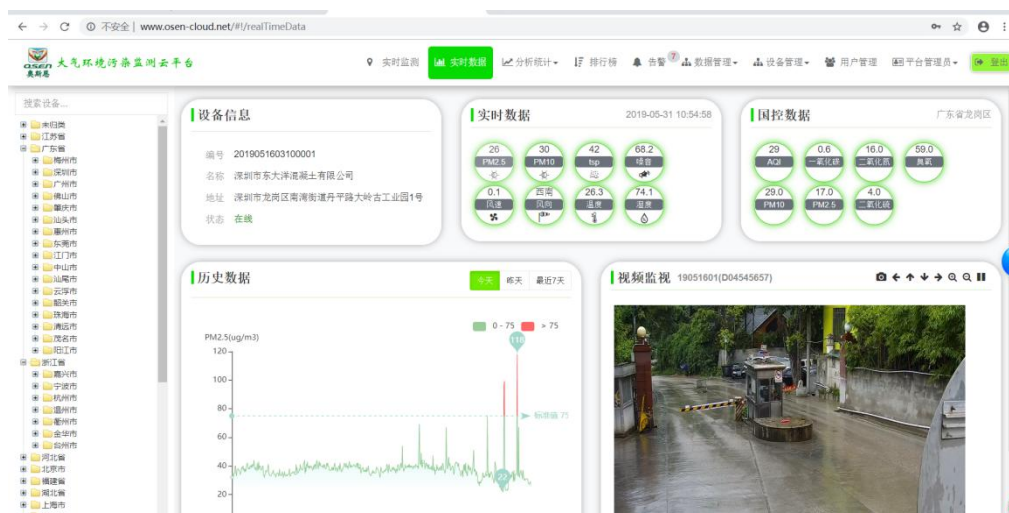 不安全 | www.osen-cloud.net/#!/realTimeData
OSEN
奥斯恩
大气环境污染监测云平台
实时监测 实时数据 分析统计 排行榜 告警 7 数据管理 设备管理 用户管理 平台管理员 登出
搜索设备...
未归类
江苏省
广东省
梅州市
深圳市
广州市
佛山市
肇庆市
汕头市
惠州市
东莞市
江门市
中山市
汕尾市
云浮市
韶关市
珠海市
清远市
茂名市
阳江市
浙江省
嘉兴市
宁波市
杭州市
温州市
衢州市
金华市
台州市
河北省
北京市
福建省
湖北省
上海市
设备信息
编号 2019051603100001
名称 深圳市东大洋混凝土有限公司
地址 深圳市龙岗区南湾街道丹平路大岭古工业园1号
状态 在线
实时数据 2019-05-31 10:54:58
26 30 42 68.2
PM2.5 PM10 tsp 噪音
0.1 西南 26.3 74.1
风速 风向 温度 湿度
国控数据 广东省龙岗区
29 0.6 16.0 59.0
AQI 一氧化碳 二氧化氮 臭氧
29.0 17.0 4.0
PM10 PM2.5 二氧化硫
历史数据 今天 昨天 最近7天
0 - 75 > 75
PM2.5(ug/m3)
118
120
100
80
标准值 75
60
40
22
20
视频监视 19051601(D04545657)